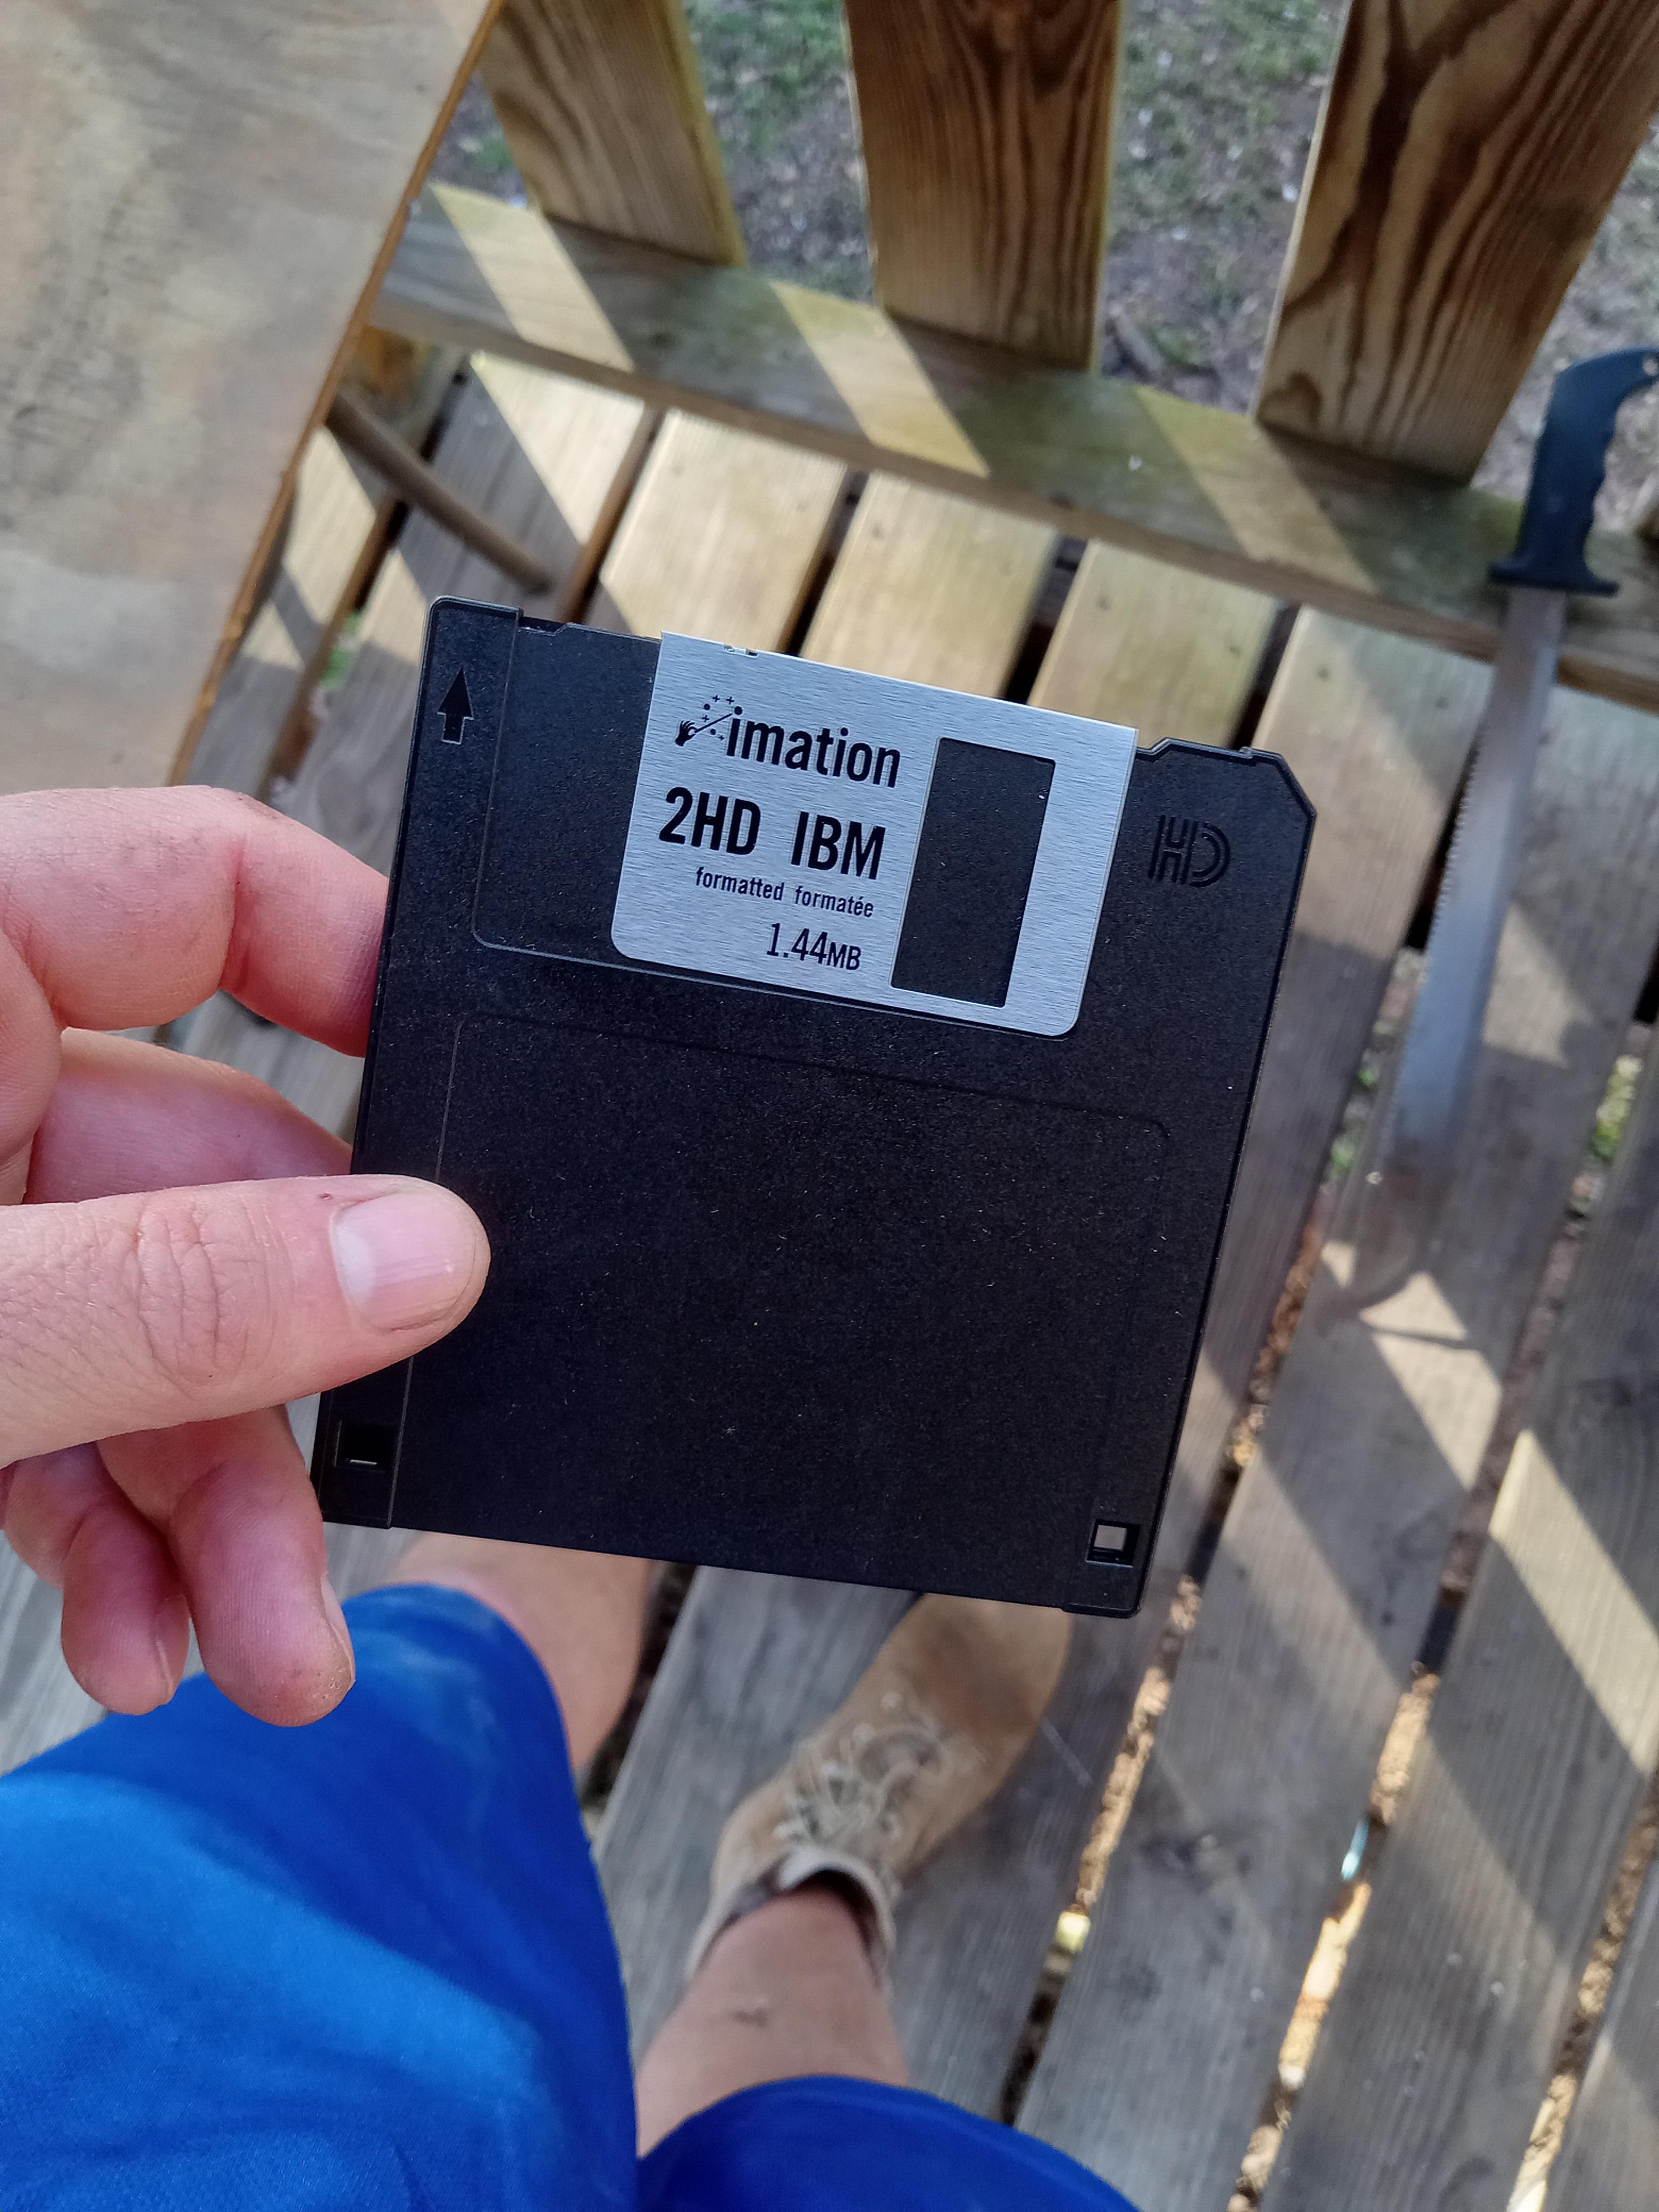 imation
HD
2HD IBM
formatted formatée
1.44MB